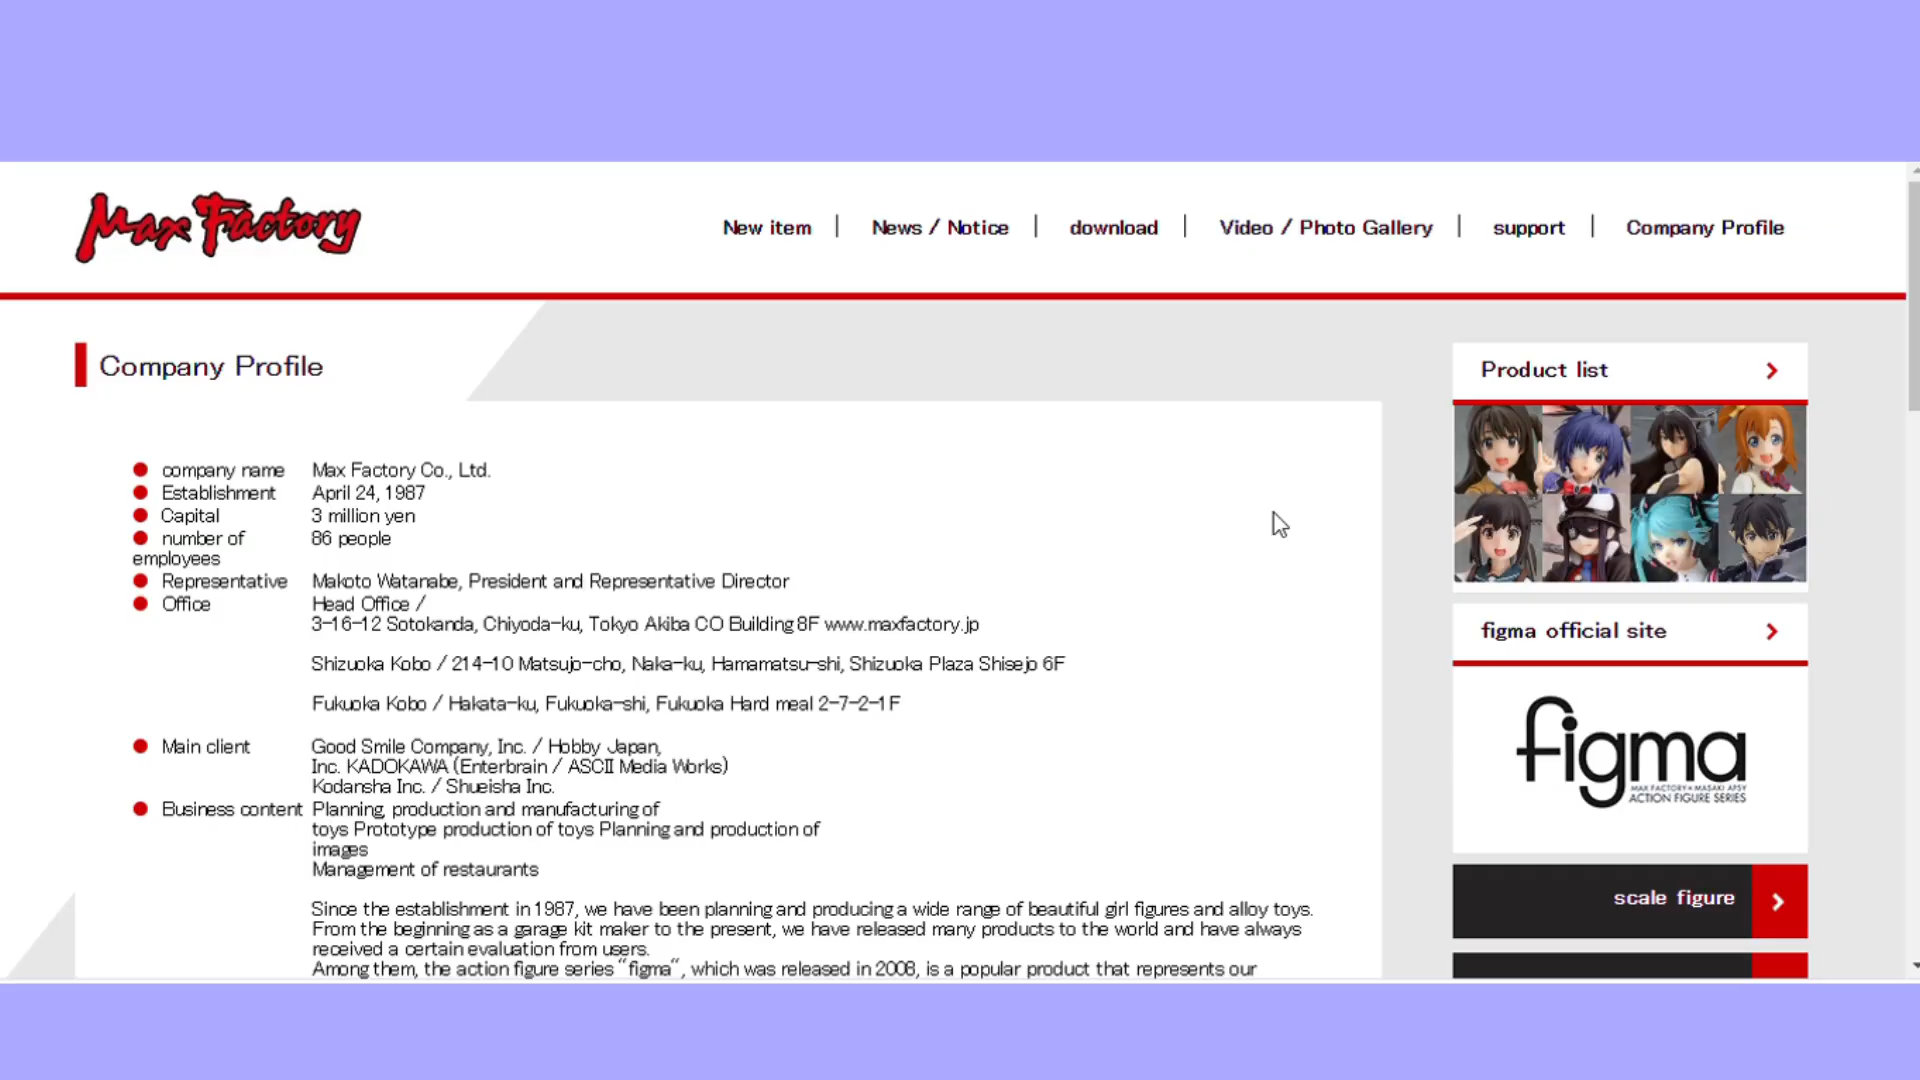 Max Factory
New item | News / Notice | download | Video / Photo Gallery | support | Company Profile
Company Profile
company name Max Factory Co., Ltd.
Establishment April 24, 1987
Capital 3 million yen
number of employees 86 people
Representative Makoto Watanabe, President and Representative Director
Office Head Office /
3-16-12 Sotokanda, Chiyoda-ku, Tokyo Akiba CO Building 8F www.maxfactory.jp
Shizuoka Kobo / 214-10 Matsujo-cho, Naka-ku, Hamamatsu-shi, Shizuoka Plaza Shisejo 6F
Fukuoka Kobo / Hakata-ku, Fukuoka-shi, Fukuoka Hard meal 2-7-2-1F
Main client Good Smile Company, Inc. / Hobby Japan,
Inc. KADOKAWA (Enterbrain / ASCII Media Works)
Kodansha Inc. / Shueisha Inc.
Business content Planning, production and manufacturing of
toys Prototype production of toys Planning and production of
images
Management of restaurants
Since the establishment in 1987, we have been planning and producing a wide range of beautiful girl figures and alloy toys.
From the beginning as a garage kit maker to the present, we have released many products to the world and have always
received a certain evaluation from users.
Among them, the action figure series "figma", which was released in 2008, is a popular product that represents our
Product list
figma official site
figma
MAX FACTORY × MASAKI APSY
ACTION FIGURE SERIES
scale figure